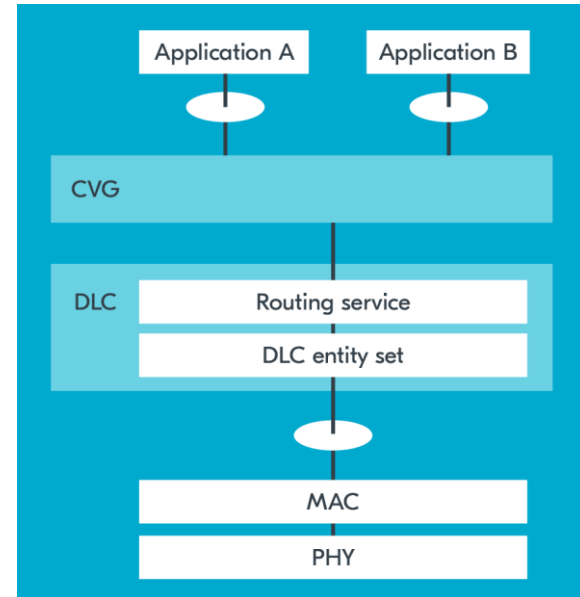 Application A
Application B
CVG
DLC
Routing service
DLC entity set
MAC
PHY